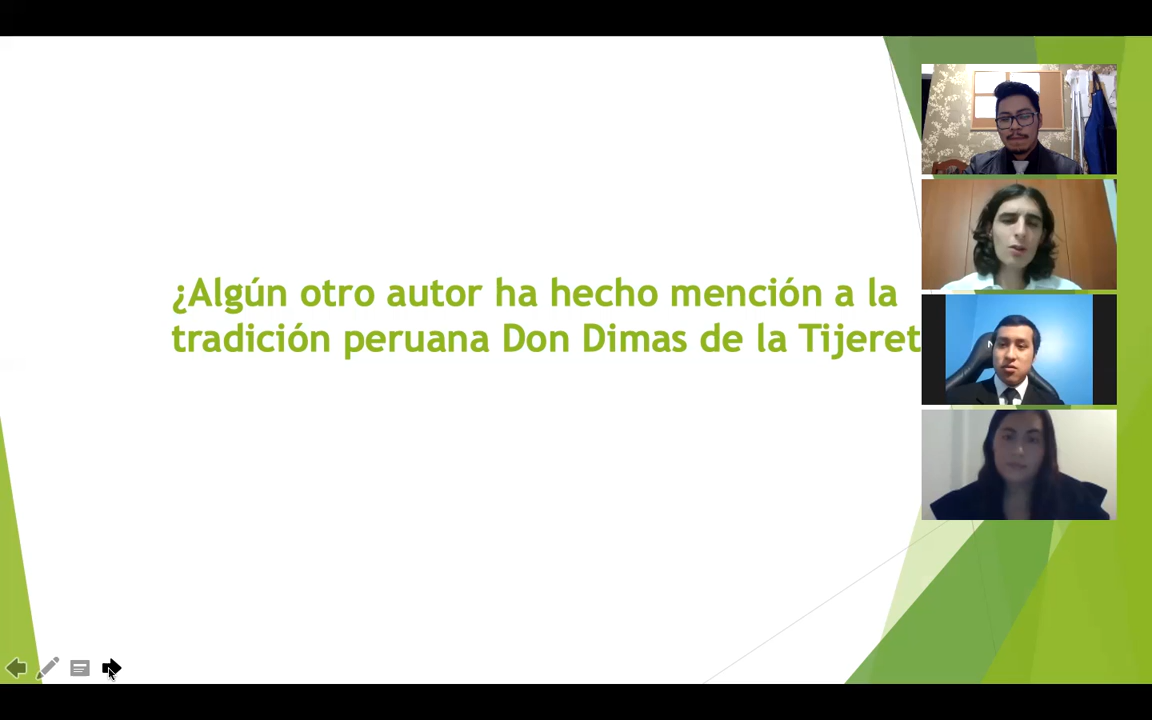 ¿Algún otro autor ha hecho mención a la
tradición peruana Don Dimas de la Tijeret